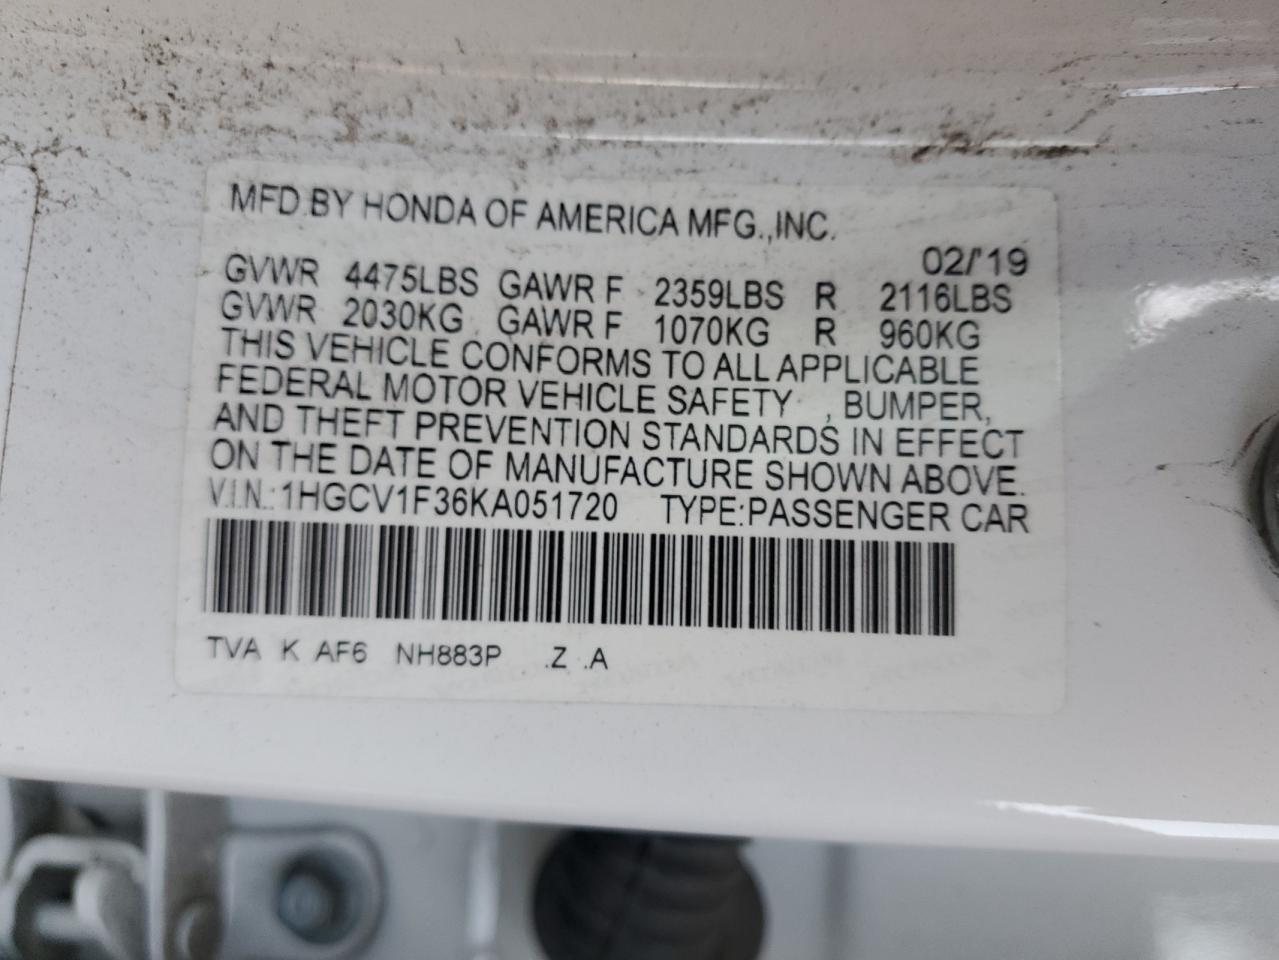 MFD.BY HONDA OF AMERICA MFG.,INC.
02/'19
GVWR 4475LBS GAWR F 2359LBS R 2116LBS
GVWR 2030KG GAWR F 1070KG R 960KG
THIS VEHICLE CONFORMS TO ALL APPLICABLE
FEDERAL MOTOR VEHICLE SAFETY , BUMPER,
AND THEFT PREVENTION STANDARDS IN EFFECT
ON THE DATE OF MANUFACTURE SHOWN ABOVE.
V.I.N.:1HGCV1F36KA051720 TYPE:PASSENGER CAR
TVA K AF6 NH883P .Z .A